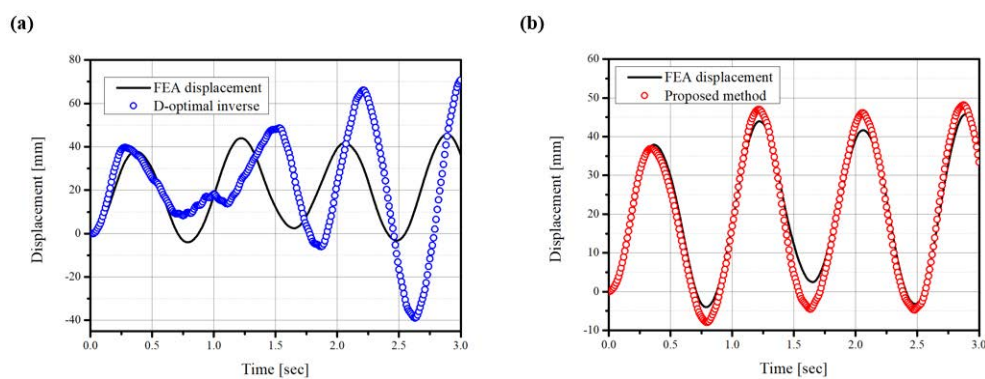 (a)
80
60
40
20
0
-20
-40
Displacement [mm]
FEA displacement
D-optimal inverse
0.0 0.5 1.0 1.5 2.0 2.5 3.0
Time [sec]
(b)
60
50
40
30
20
10
0
-10
Displacement [mm]
FEA displacement
Proposed method
0.0 0.5 1.0 1.5 2.0 2.5 3.0
Time [sec]